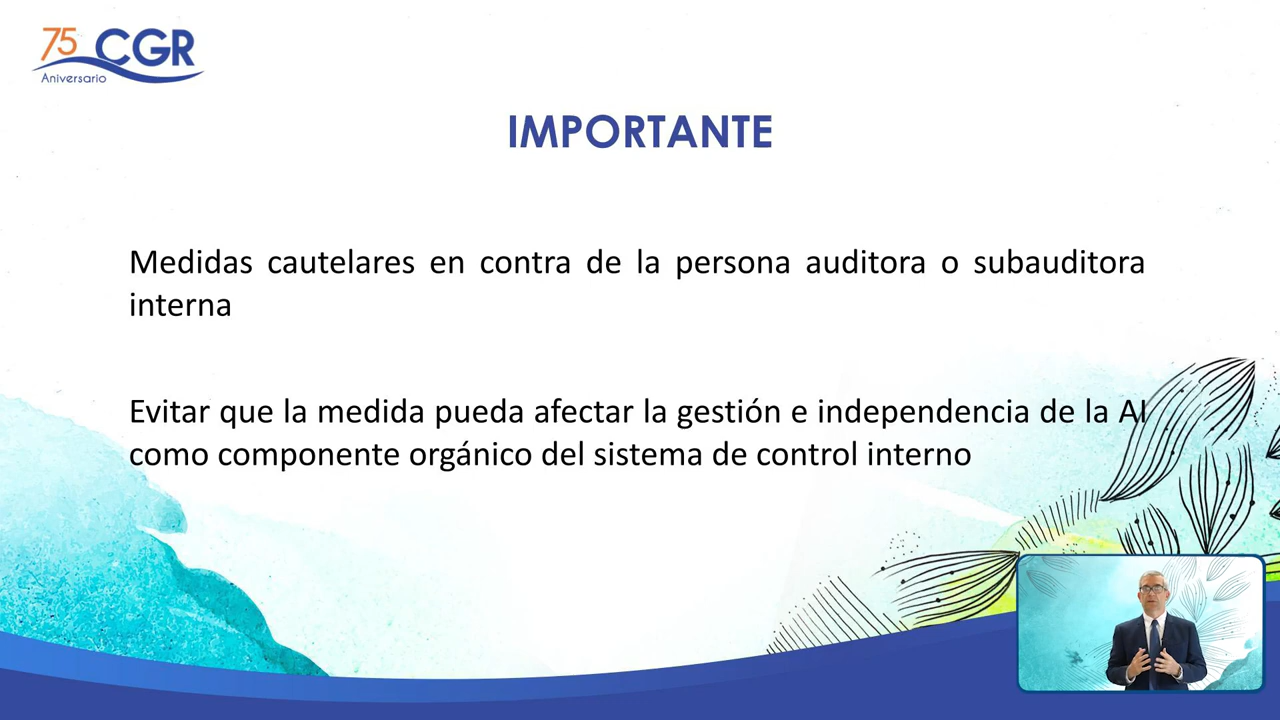 75 CGR
Aniversario
IMPORTANTE
Medidas cautelares en contra de la persona auditora o subauditora
interna
Evitar que la medida pueda afectar la gestión e independencia de la AI
como componente orgánico del sistema de control interno